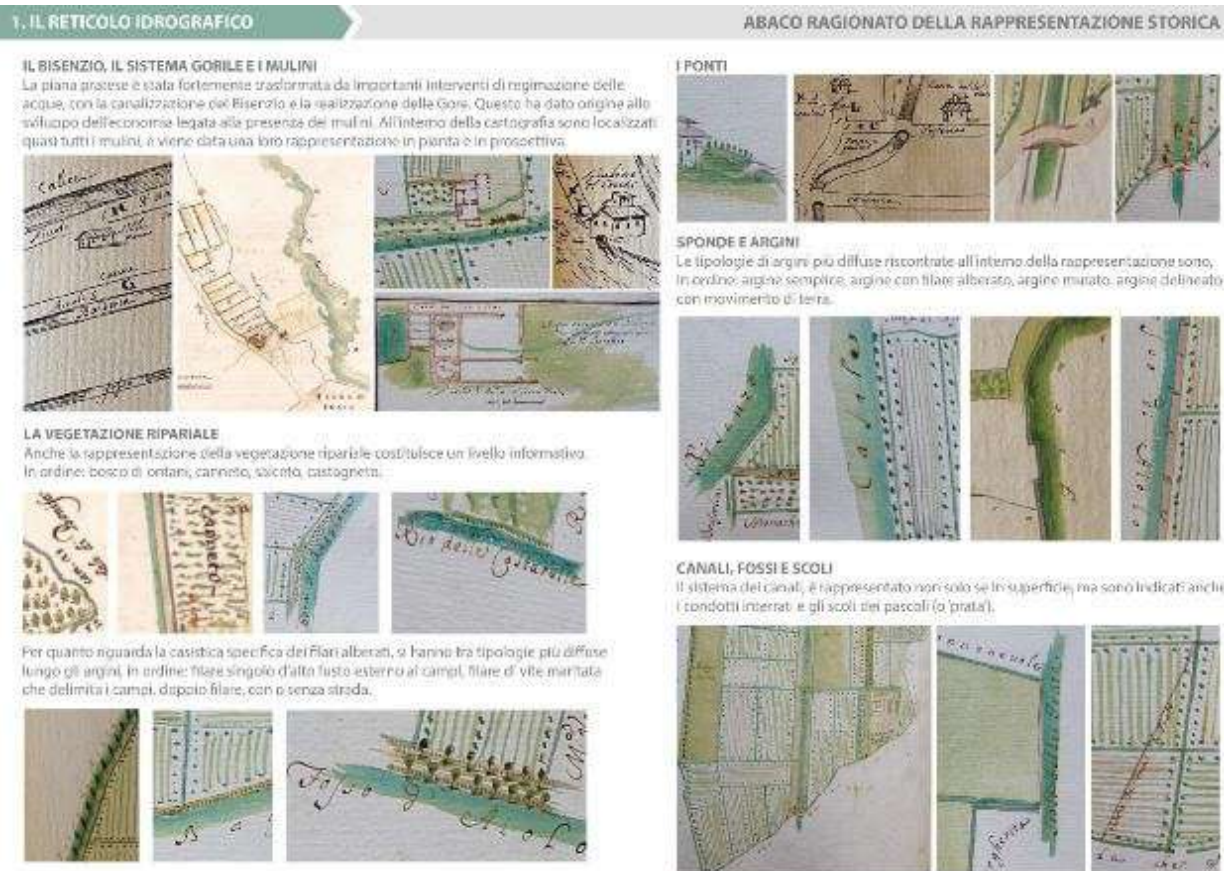 1. IL RETICOLO IDROGRAFICO
ABACO RAGIONATO DELLA RAPPRESENTAZIONE STORICA
IL BISENZIO, IL SISTEMA GORILE E I MULINI
La piana pratese è stata fortemente trasformata da importanti interventi di regimazione delle
acque, con la canalizzazione del Bisenzio e la realizzazione delle Gore. Questo ha dato origine allo
sviluppo dell'economia legata alla presenza dei mulini. All'interno della cartografia sono localizzati
quasi tutti i mulini, e viene data una loro rappresentazione in pianta e in prospettiva.
LA VEGETAZIONE RIPARIALE
Anche la rappresentazione della vegetazione ripariale costituisce un livello informativo.
In ordine: bosco di ontani, canneto, salceto, castagneto.
canneto
Rio delle
Per quanto riguarda la casistica specifica dei filari alberati, si hanno tra tipologie più diffuse
lungo gli argini, in ordine: filare singolo d'alto fusto esterno ai campi, filare di vite maritata
che delimita i campi, doppio filare, con o senza strada.
I PONTI
SPONDE E ARGINI
Le tipologie di argini più diffuse riscontrate all'interno della rappresentazione sono,
in ordine: argine semplice, argine con filare alberato, argine murato, argine delineato
con movimento di terra.
CANALI, FOSSI E SCOLI
Il sistema dei canali, è rappresentato non solo se in superficie, ma sono indicati anche
i condotti interrati e gli scoli dei pascoli (o 'prata').